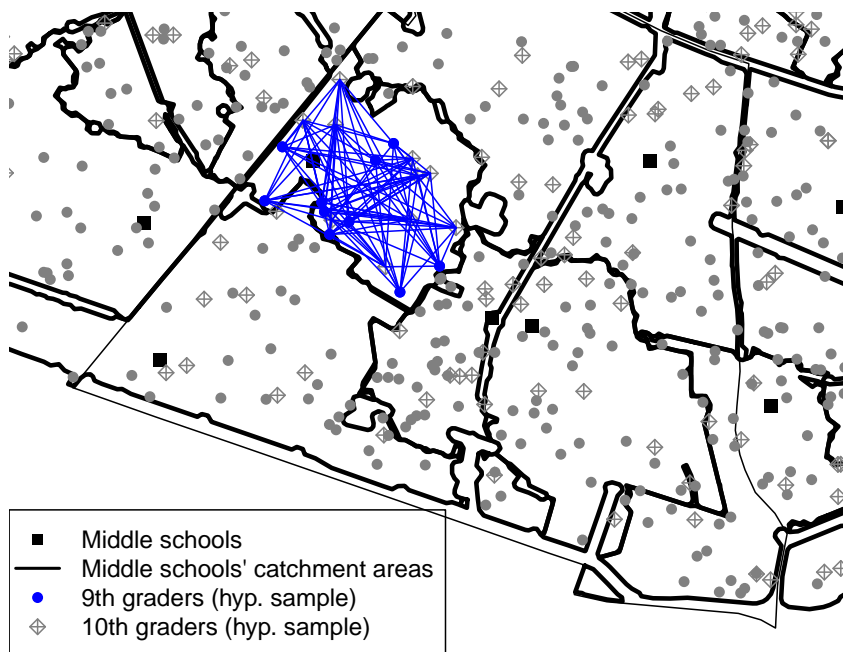 Middle schools
Middle schools' catchment areas
9th graders (hyp. sample)
10th graders (hyp. sample)